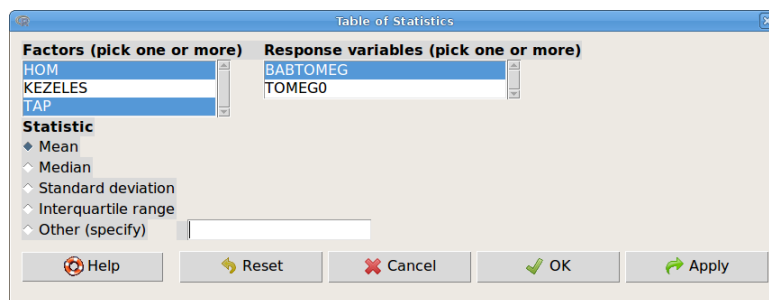 Table of Statistics
Factors (pick one or more) Response variables (pick one or more)
HOM BABTOMEG
KEZELES TOMEG0
TAP
Statistic
Mean
Median
Standard deviation
Interquartile range
Other (specify)
Help Reset Cancel OK Apply